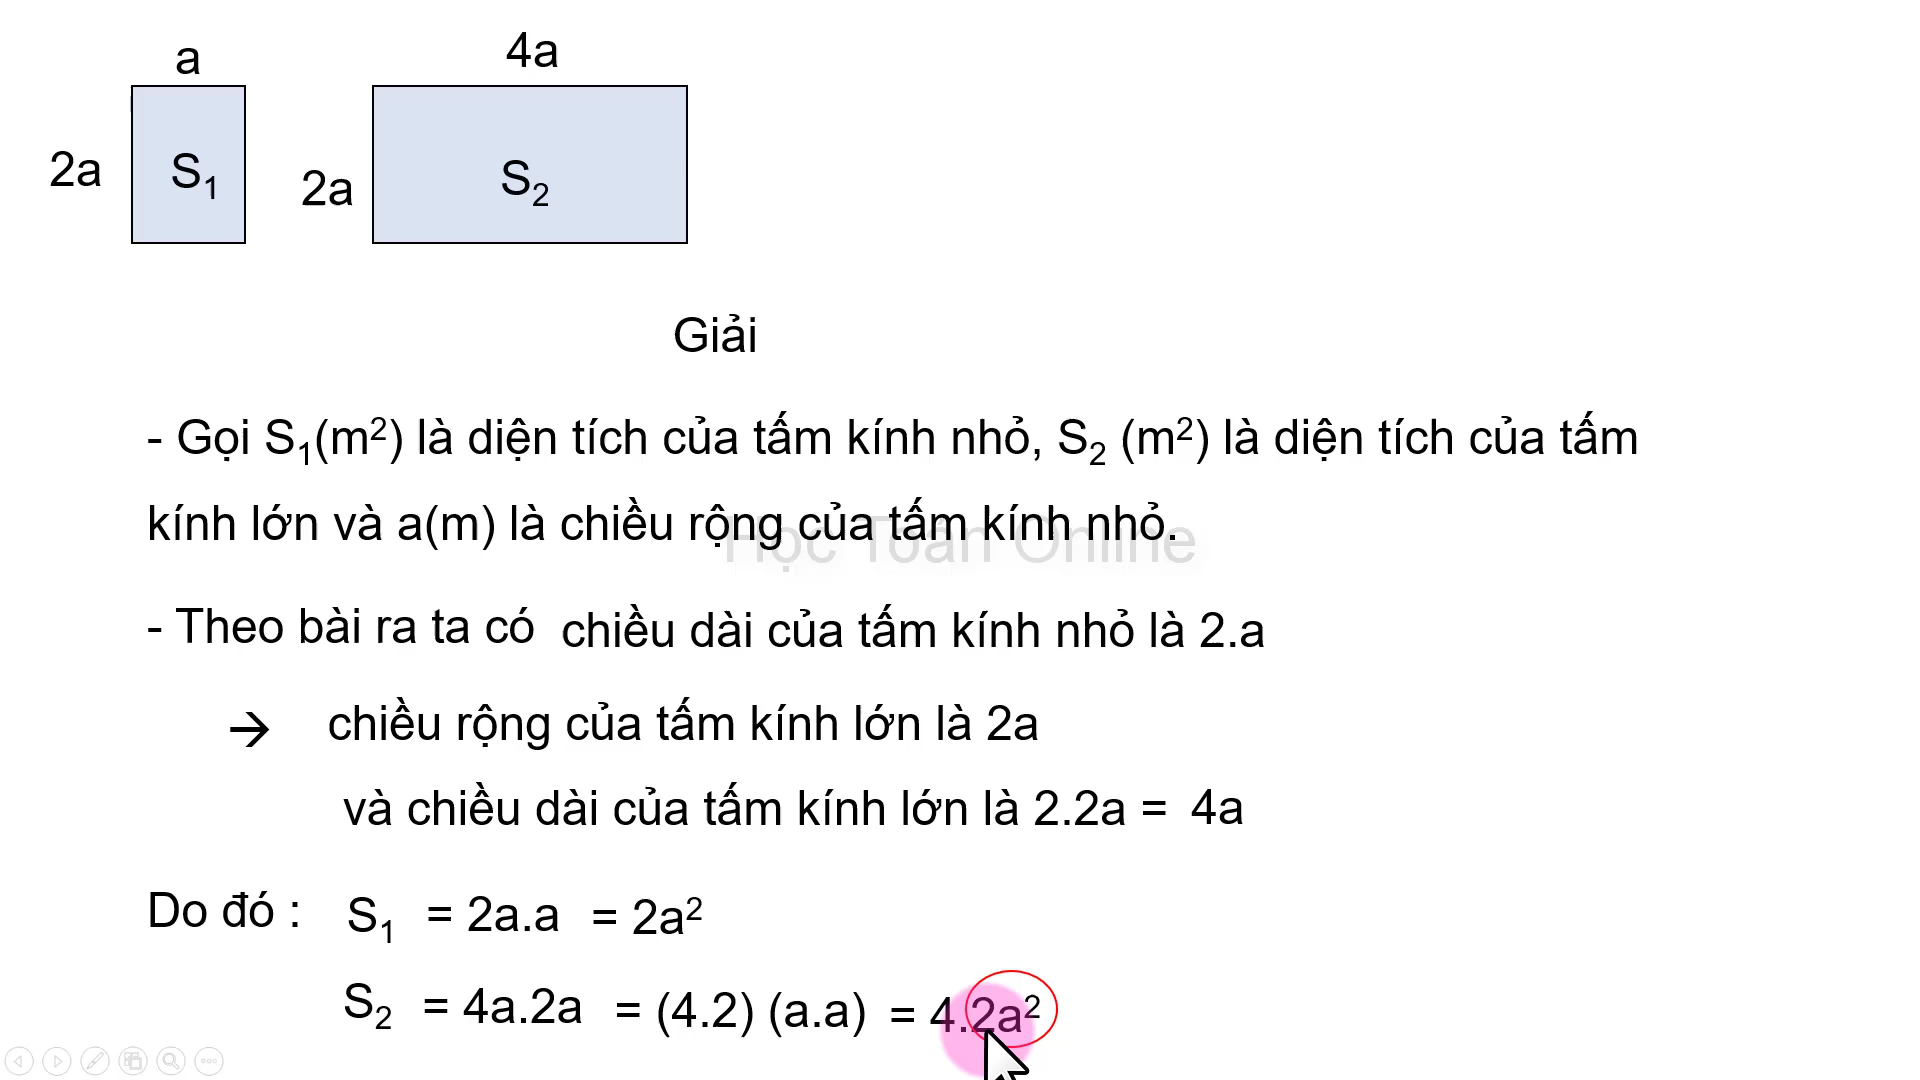 a
4a
2a
S₁
2a
S₂
Giải
- Gọi S₁(m²) là diện tích của tấm kính nhỏ, S₂ (m²) là diện tích của tấm
kính lớn và a(m) là chiều rộng của tấm kính nhỏ.
Học Toán Online
- Theo bài ra ta có chiều dài của tấm kính nhỏ là 2.a
→ chiều rộng của tấm kính lớn là 2a
và chiều dài của tấm kính lớn là 2.2a = 4a
Do đó : S₁ = 2a.a = 2a²
S₂ = 4a.2a = (4.2) (a.a) = 4.2a²